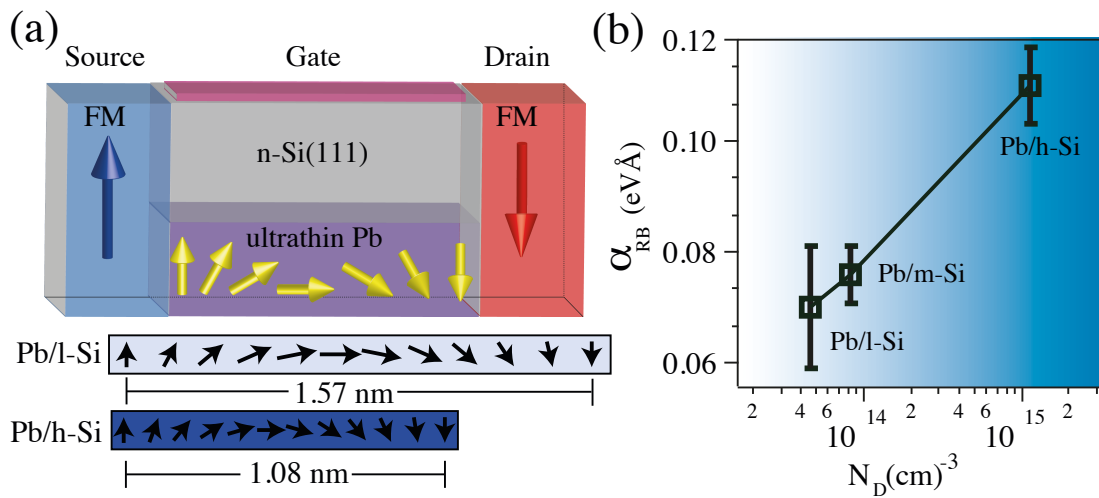 (a)
Source Gate Drain
FM FM
n-Si(111)
ultrathin Pb
Pb/l-Si
1.57 nm
Pb/h-Si
1.08 nm
(b)
0.12
0.10
0.08
0.06
α_RB (eVÅ)
Pb/h-Si
Pb/m-Si
Pb/l-Si
2 4 6 10^14 2 4 6 10^15 2
N_D(cm)^-3